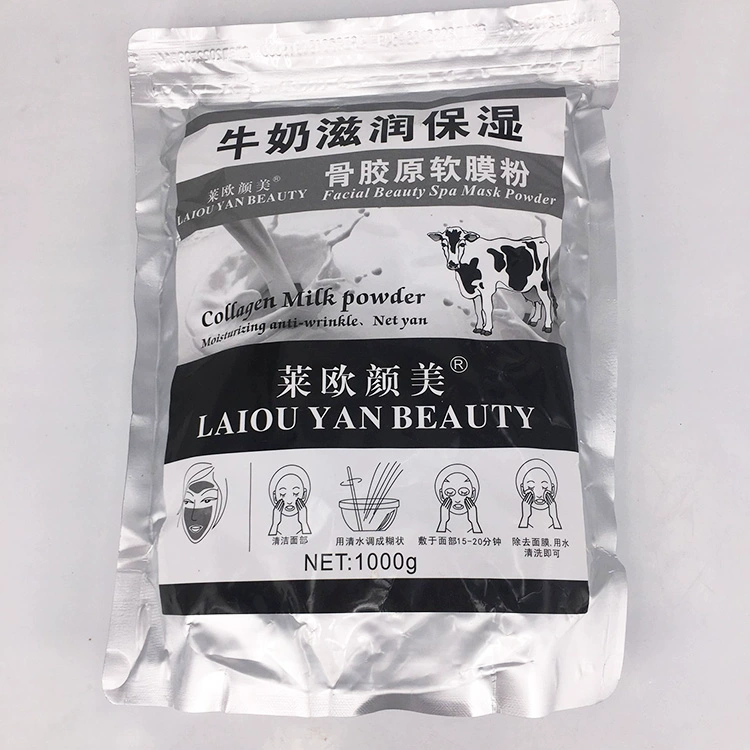 牛奶滋润保湿
莱欧颜美®
LAIOU YAN BEAUTY
骨胶原软膜粉
Facial Beauty Spa Mask Powder
Collagen Milk powder
Moisturizing anti-wrinkle、Net yan
莱欧颜美®
LAIOU YAN BEAUTY
清洁面部
用清水调成糊状
敷于面部15-20分钟
除去面膜.用水
清洗即可
NET:1000g